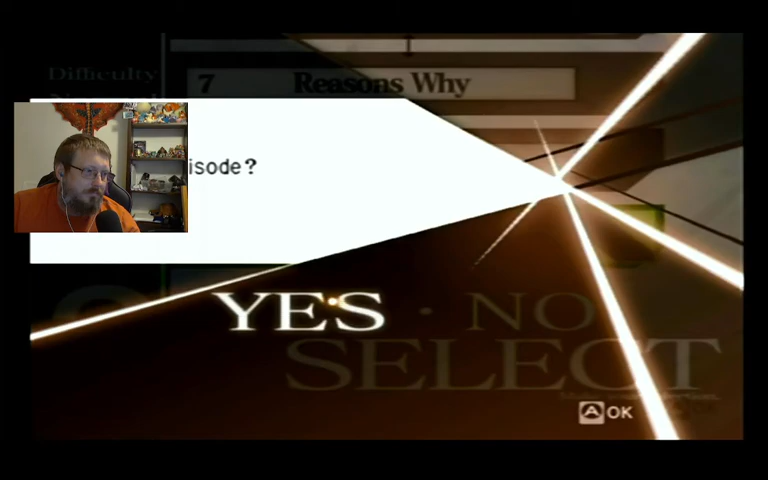 Difficulty
7 Reasons Why
isode?
YES · NO
SELECT
A OK